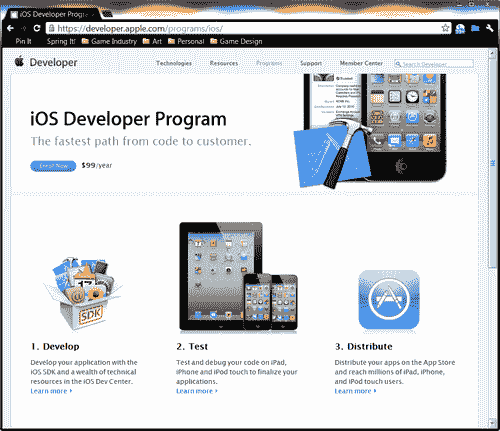 iOS Developer Progr
https://developer.apple.com/programs/ios/
Pin It Spring It! Game Industry Art Personal Game Design
Developer Technologies Resources Programs Support Member Center Search Developer
iOS Developer Program
The fastest path from code to customer.
Enroll Now $99/year
17
SDK
1. Develop
Develop your application with the
iOS SDK and a wealth of technical
resources in the iOS Dev Center.
Learn more
2. Test
Test and debug your code on iPad,
iPhone and iPod touch to finalize your
applications.
Learn more
3. Distribute
Distribute your apps on the App Store
and reach millions of iPad, iPhone,
and iPod touch users.
Learn more